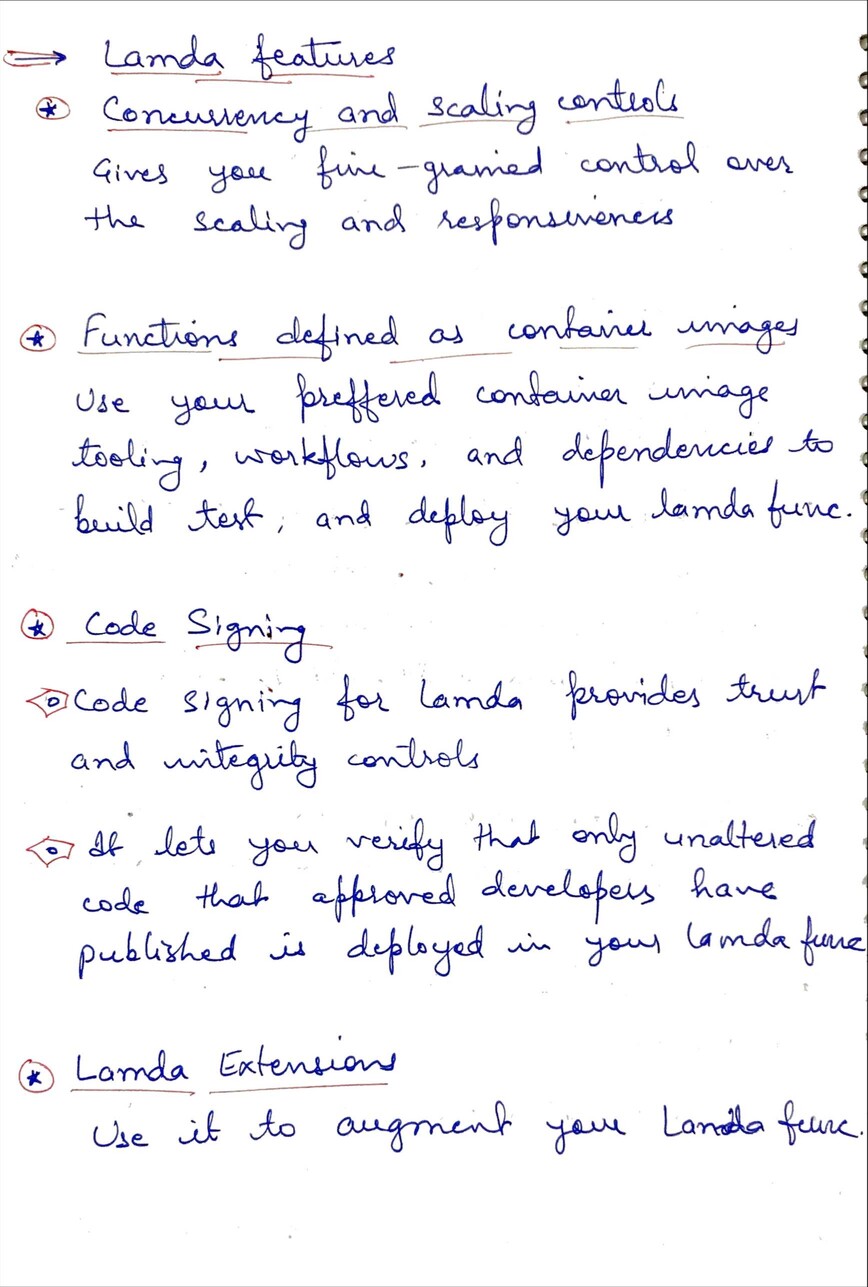 Lamda features
Concurrency and scaling controls
Gives you fine-grained control over
the scaling and responsiveness
Functions defined as container images
Use your preffered container image
tooling, workflows, and dependencies to
build test, and deploy your lamda func.
Code Signing
Code signing for lamda provides trust
and integrity controls
It lets you verify that only unaltered
code that approved developers have
published is deployed in your lamda func
Lamda Extensions
Use it to augment your Lamda func.